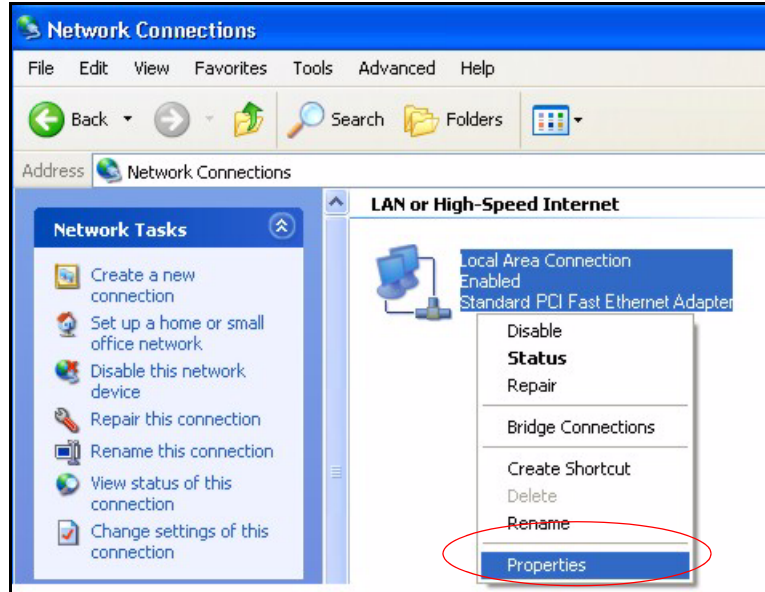 Network Connections
File Edit View Favorites Tools Advanced Help
Back Search Folders
Address Network Connections
Network Tasks
Create a new
connection
Set up a home or small
office network
Disable this network
device
Repair this connection
Rename this connection
View status of this
connection
Change settings of this
connection
LAN or High-Speed Internet
Local Area Connection
Enabled
Standard PCI Fast Ethernet Adapter
Disable
Status
Repair
Bridge Connections
Create Shortcut
Delete
Rename
Properties